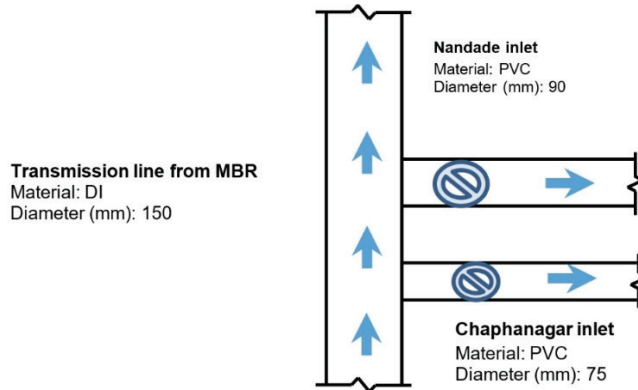 Nandade inlet
Material: PVC
Diameter (mm): 90
Transmission line from MBR
Material: DI
Diameter (mm): 150
Chaphanagar inlet
Material: PVC
Diameter (mm): 75